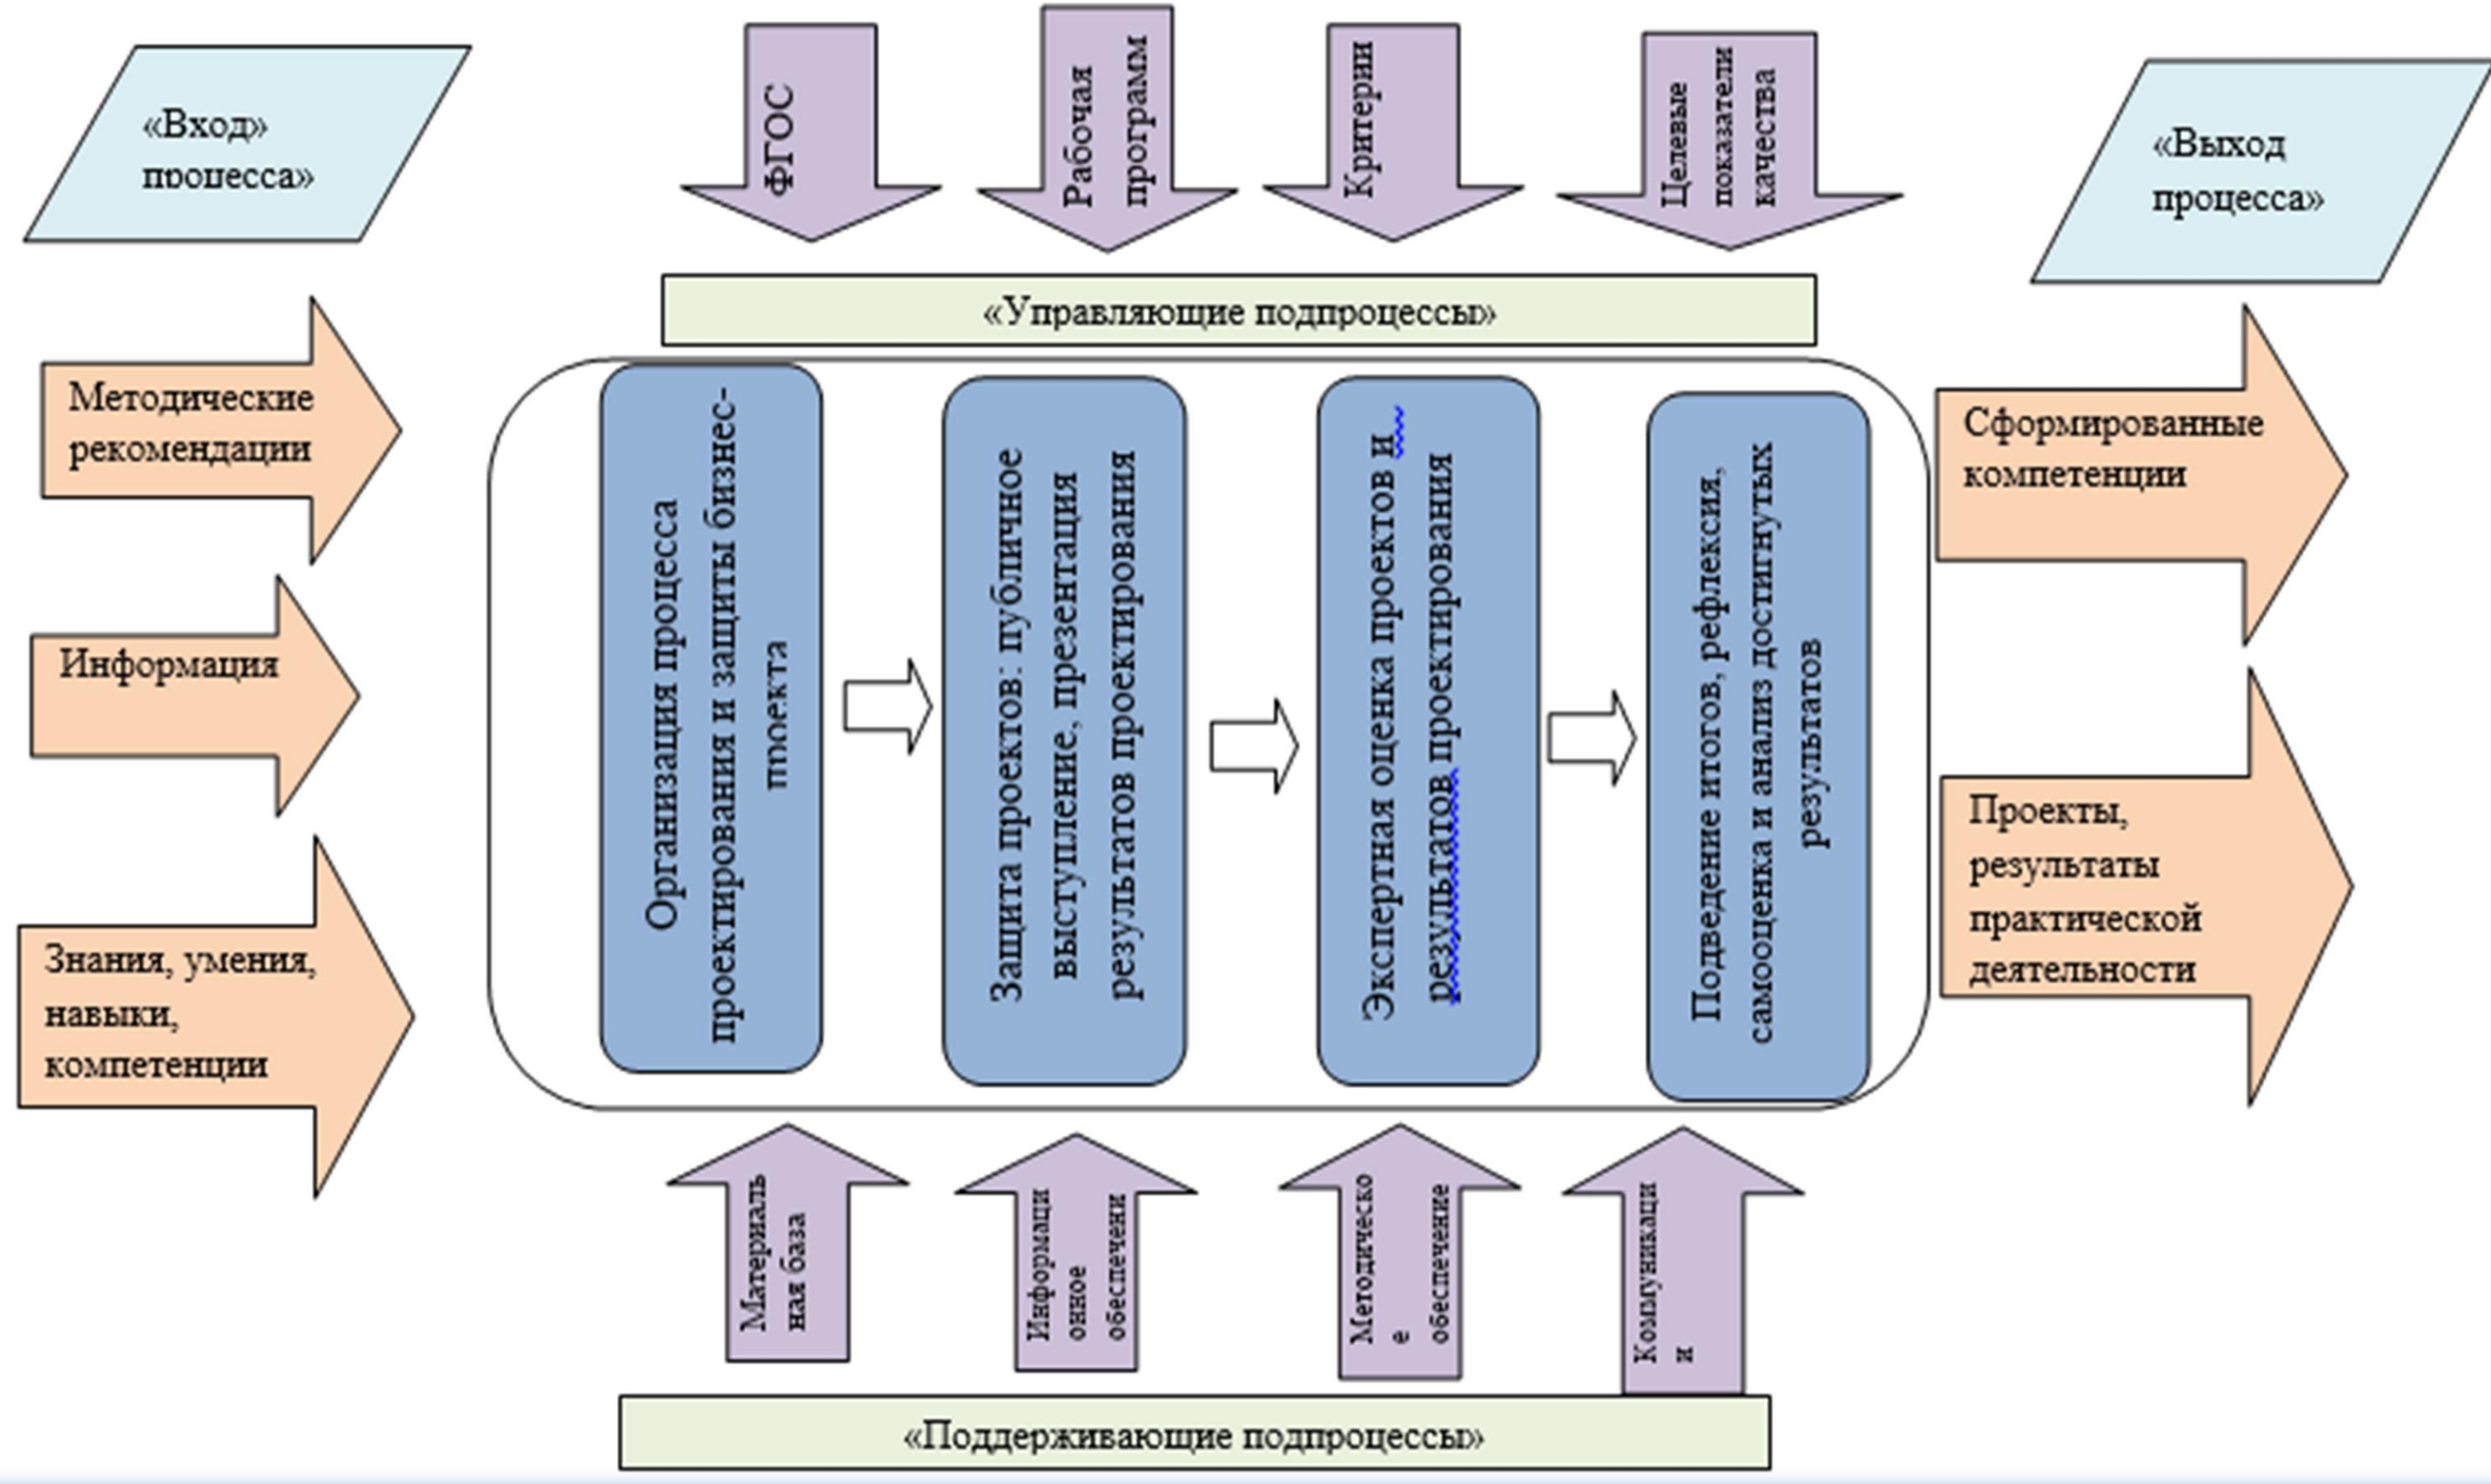 «Вход»
процесса»
ФГОС
Рабочая
программ
Критерии
Целевые
показатели
качества
«Выход
процесса»
«Управляющие подпроцессы»
Методические
рекомендации
Информация
Знания, умения,
навыки,
компетенции
Организация процесса
проектирования и защиты бизнес-
проекта
Защита проектов: публичное
выступление, презентация
результатов проектирования
Экспертная оценка проектов и
результатов проектирования
Подведение итогов, рефлексия,
самооценка и анализ достигнутых
результатов
Сформированные
компетенции
Проекты,
результаты
практической
деятельности
Материаль
ная база
Информаци
онное
обеспечени
Методическо
е
обеспечение
Коммуникаци
и
«Поддерживающие подпроцессы»